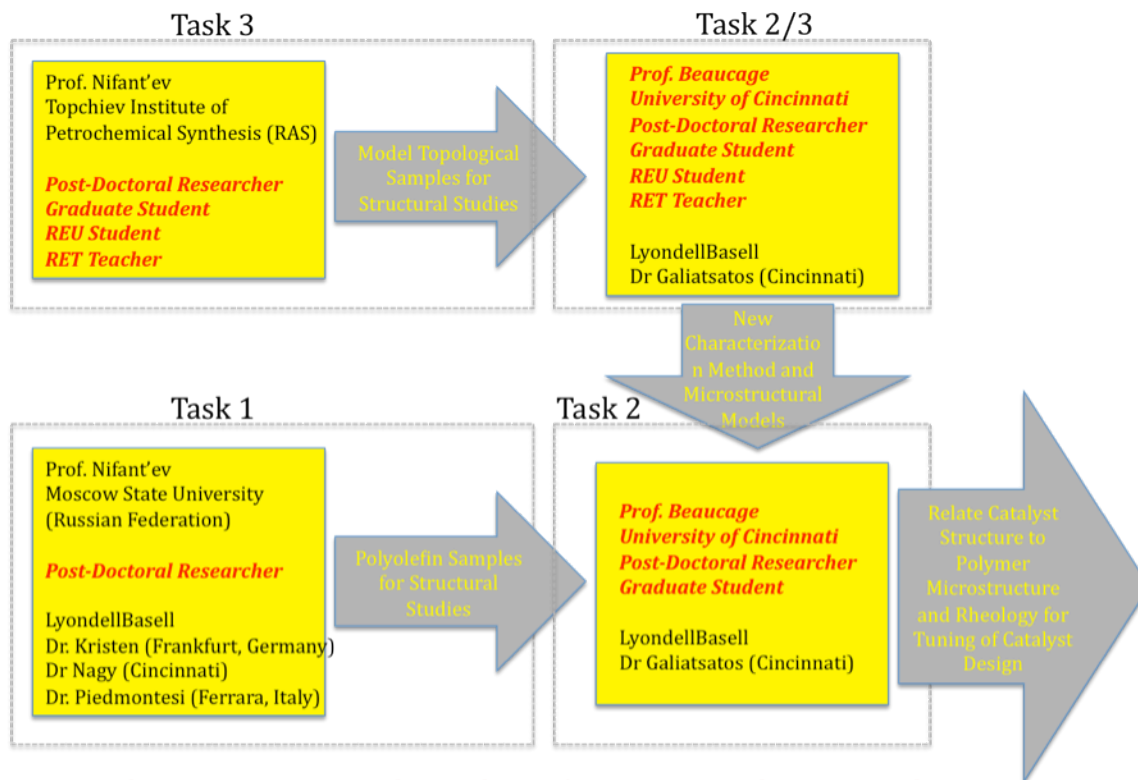 Task 3
Prof. Nifant'ev
Topchiev Institute of
Petrochemical Synthesis (RAS)
Post-Doctoral Researcher
Graduate Student
REU Student
RET Teacher
Model Topological
Samples for
Structural Studies
Task 2/3
Prof. Beaucage
University of Cincinnati
Post-Doctoral Researcher
Graduate Student
REU Student
RET Teacher
LyondellBasell
Dr Galiatsatos (Cincinnati)
New
Characterizatio
n Method and
Microstructural
Models
Task 1
Prof. Nifant'ev
Moscow State University
(Russian Federation)
Post-Doctoral Researcher
LyondellBasell
Dr. Kristen (Frankfurt, Germany)
Dr Nagy (Cincinnati)
Dr. Piedmontesi (Ferrara, Italy)
Polyolefin Samples
for Structural
Studies
Task 2
Prof. Beaucage
University of Cincinnati
Post-Doctoral Researcher
Graduate Student
LyondellBasell
Dr Galiatsatos (Cincinnati)
Relate Catalyst
Structure to
Polymer
Microstructure
and Rheology for
Tuning of Catalyst
Design